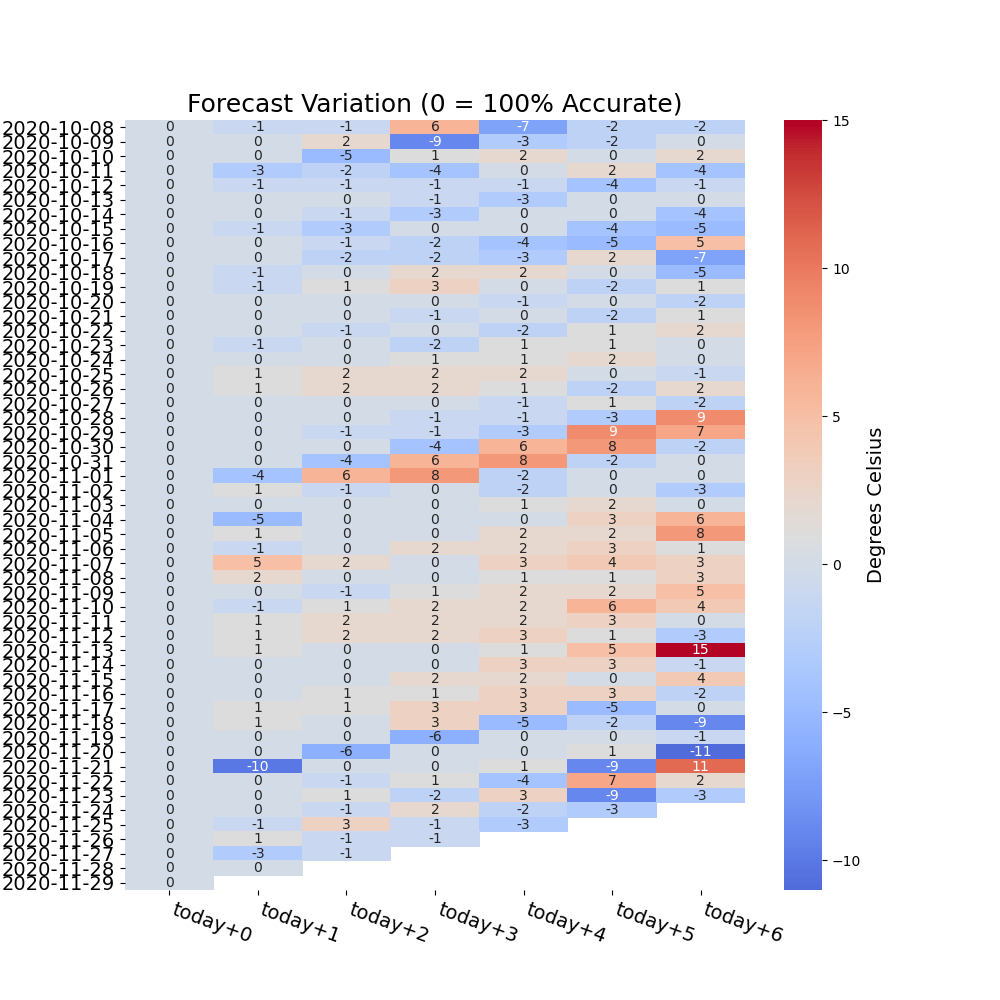 Forecast Variation (0 = 100% Accurate)
2020-10-08 0 -1 -1 6 -7 -2 -2
2020-10-09 0 0 2 -9 -3 -2 0
2020-10-10 0 0 -5 1 2 0 2
2020-10-11 0 -3 -2 -4 0 2 -4
2020-10-12 0 -1 -1 -1 -1 -4 -1
2020-10-13 0 0 0 -1 -3 0 0
2020-10-14 0 0 -1 -3 0 0 -4
2020-10-15 0 -1 -3 0 0 -4 -5
2020-10-16 0 0 -1 -2 -4 -5 5
2020-10-17 0 0 -2 -2 -3 2 -7
2020-10-18 0 -1 0 2 2 0 -5
2020-10-19 0 -1 1 3 0 -2 1
2020-10-20 0 0 0 0 -1 0 -2
2020-10-21 0 0 0 -1 0 -2 1
2020-10-22 0 0 -1 0 -2 1 2
2020-10-23 0 -1 0 -2 1 1 0
2020-10-24 0 0 0 1 1 2 0
2020-10-25 0 1 2 2 2 0 -1
2020-10-26 0 1 2 2 1 -2 2
2020-10-27 0 0 0 0 -1 1 -2
2020-10-28 0 0 0 -1 -1 -3 9
2020-10-29 0 0 -1 -1 -3 9 7
2020-10-30 0 0 0 -4 6 8 -2
2020-10-31 0 0 -4 6 8 -2 0
2020-11-01 0 -4 6 8 -2 0 0
2020-11-02 0 1 -1 0 -2 0 -3
2020-11-03 0 0 0 0 1 2 0
2020-11-04 0 -5 0 0 0 3 6
2020-11-05 0 1 0 0 2 2 8
2020-11-06 0 -1 0 2 2 3 1
2020-11-07 0 5 2 0 3 4 3
2020-11-08 0 2 0 0 1 1 3
2020-11-09 0 0 -1 1 2 2 5
2020-11-10 0 -1 1 2 2 6 4
2020-11-11 0 1 2 2 2 3 0
2020-11-12 0 1 2 2 3 1 -3
2020-11-13 0 1 0 0 1 5 15
2020-11-14 0 0 0 0 3 3 -1
2020-11-15 0 0 0 2 2 0 4
2020-11-16 0 0 1 1 3 3 -2
2020-11-17 0 1 1 3 3 -5 0
2020-11-18 0 1 0 3 -5 -2 -9
2020-11-19 0 0 0 -6 0 0 -1
2020-11-20 0 0 -6 0 0 1 -11
2020-11-21 0 -10 0 0 1 -9 11
2020-11-22 0 0 -1 1 -4 7 2
2020-11-23 0 0 1 -2 3 -9 -3
2020-11-24 0 0 -1 2 -2 -3
2020-11-25 0 -1 3 -1 -3
2020-11-26 0 1 -1 -1
2020-11-27 0 -3 -1
2020-11-28 0 0
2020-11-29 0
today+0 today+1 today+2 today+3 today+4 today+5 today+6
15
10
5
0
−5
−10
Degrees Celsius